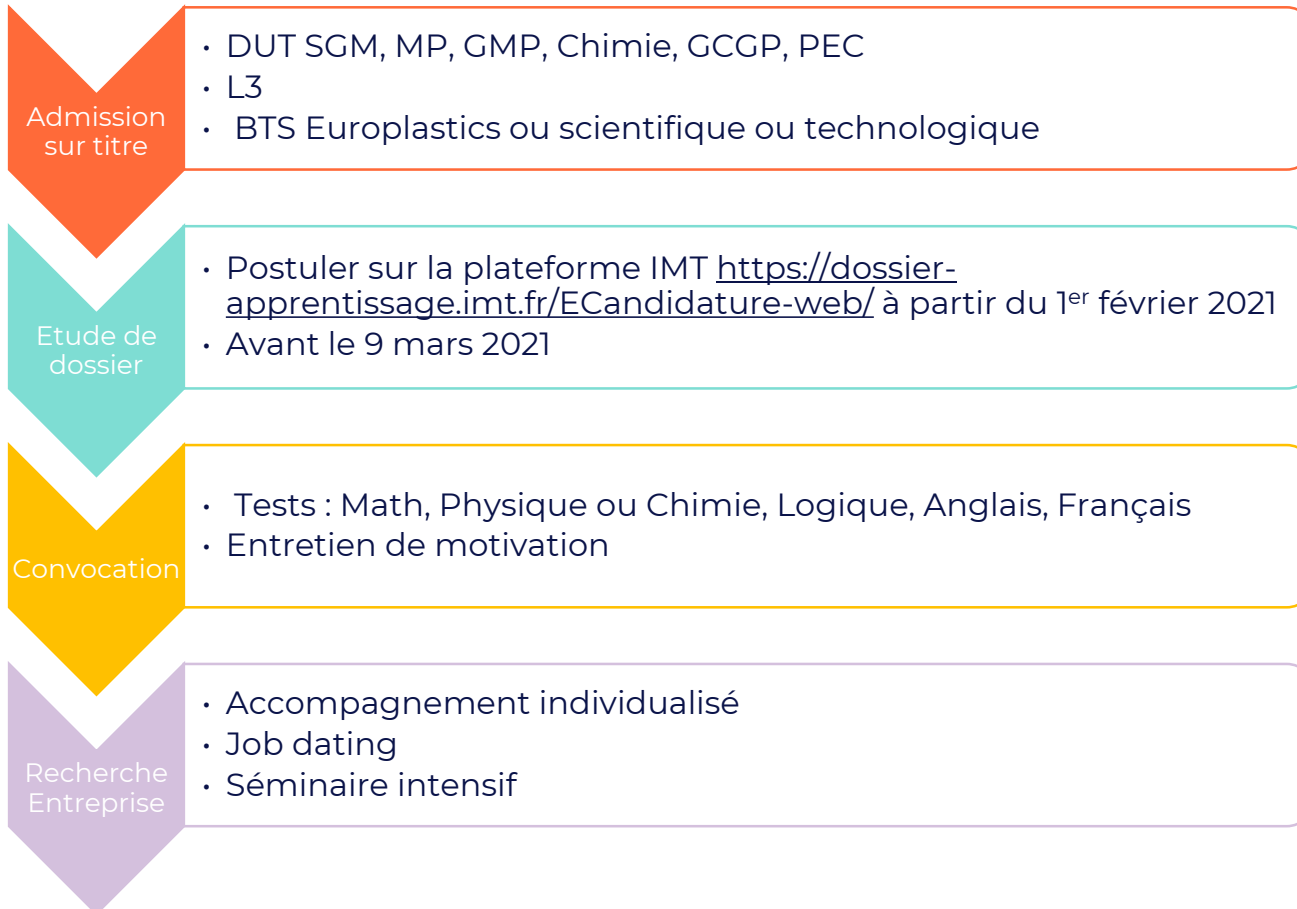 Admission
sur titre
• DUT SGM, MP, GMP, Chimie, GCGP, PEC
• L3
• BTS Europlastics ou scientifique ou technologique
Etude de
dossier
• Postuler sur la plateforme IMT https://dossier-
apprentissage.imt.fr/ECandidature-web/ à partir du 1er février 2021
• Avant le 9 mars 2021
Convocation
• Tests : Math, Physique ou Chimie, Logique, Anglais, Français
• Entretien de motivation
Recherche
Entreprise
• Accompagnement individualisé
• Job dating
• Séminaire intensif